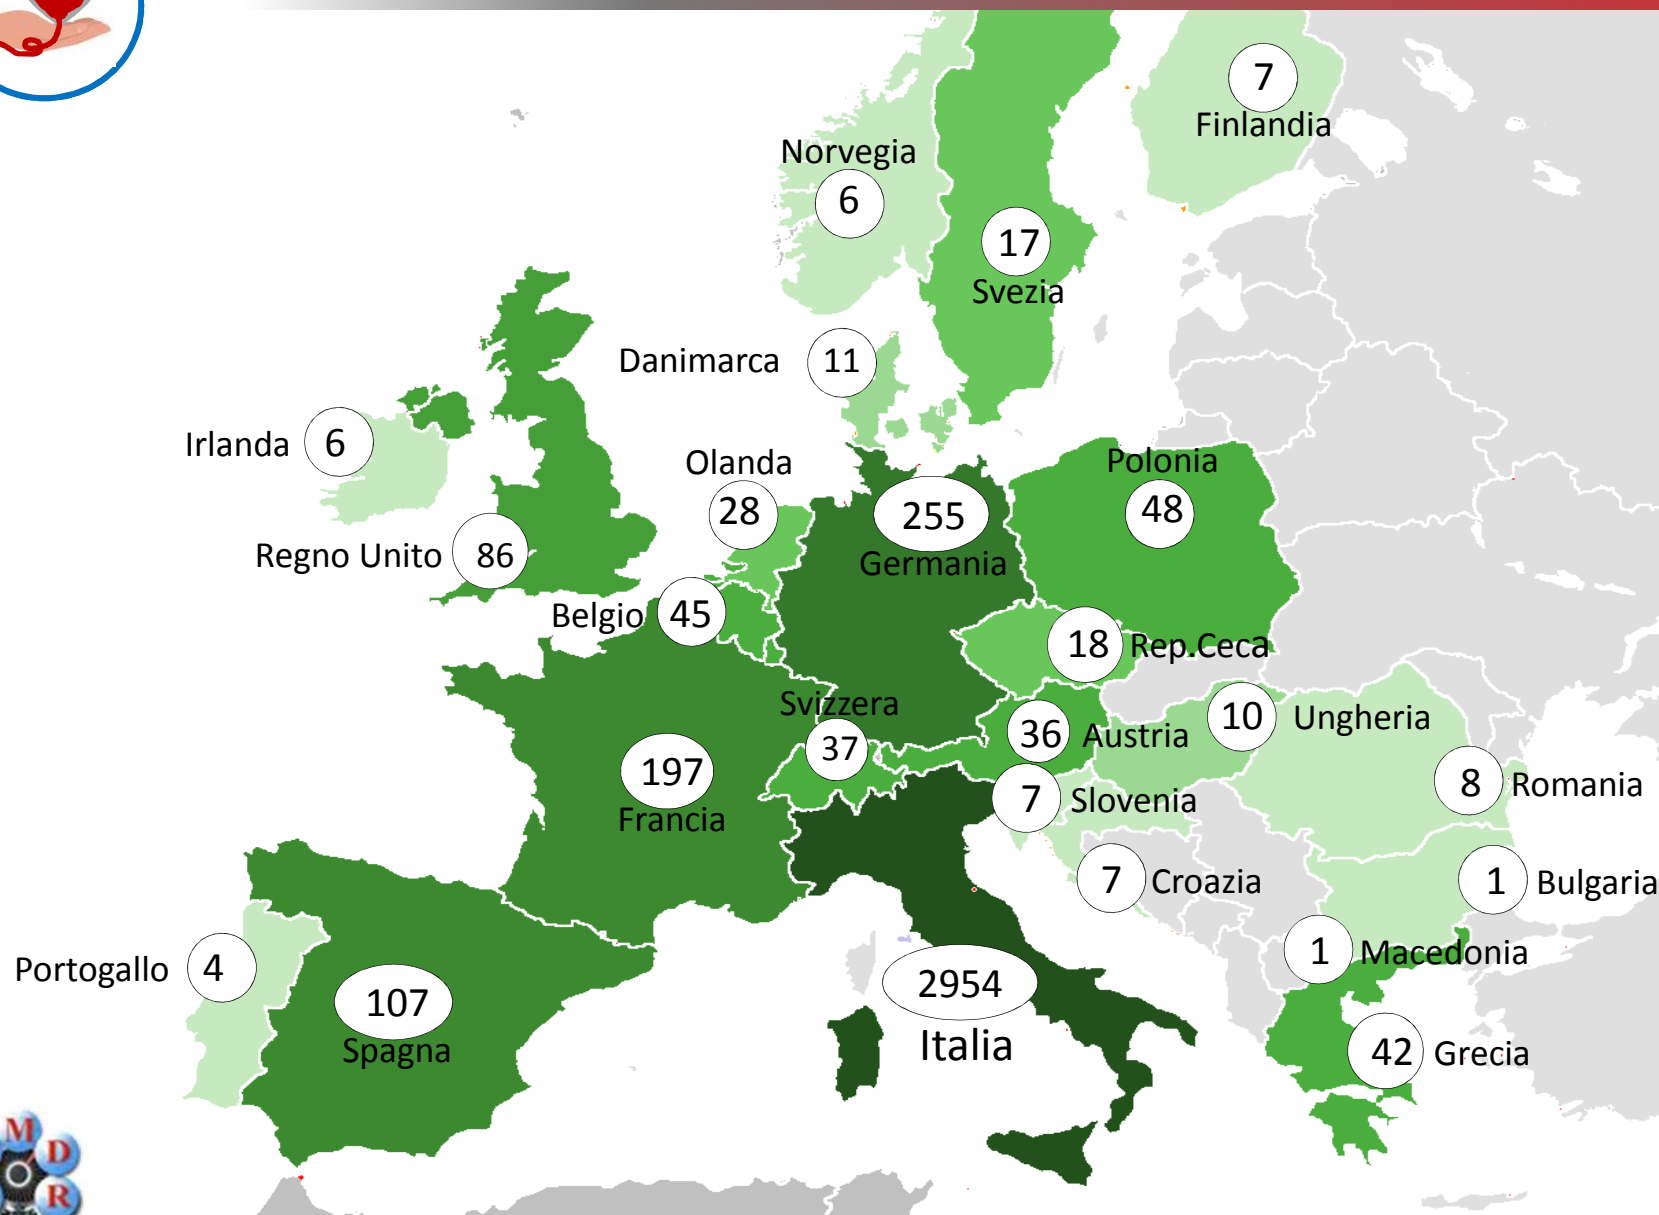 7
Finlandia
Norvegia
6
17
Svezia
Danimarca 11
Irlanda 6
Olanda
28
255
Germania
Polonia
48
Regno Unito 86
Belgio 45
18 Rep.Ceca
Svizzera
37
36 Austria
10 Ungheria
197
Francia
7 Slovenia
8 Romania
7 Croazia
1 Bulgaria
1 Macedonia
Portogallo 4
107
Spagna
2954
Italia
42 Grecia
M
D
R